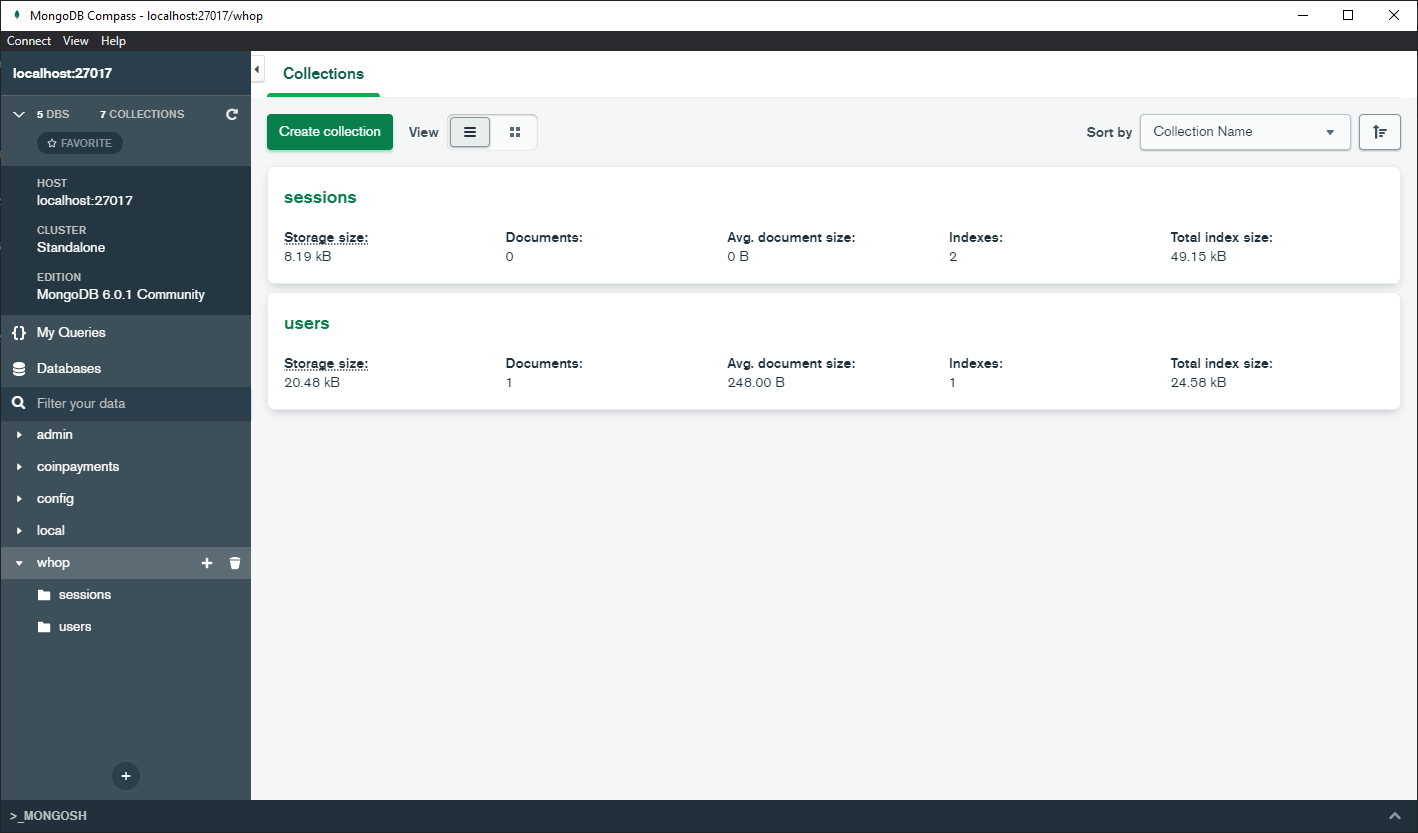 MongoDB Compass - localhost:27017/whop
Connect View Help
localhost:27017
5 DBS 7 COLLECTIONS
FAVORITE
HOST
localhost:27017
CLUSTER
Standalone
EDITION
MongoDB 6.0.1 Community
{} My Queries
Databases
Filter your data
admin
coinpayments
config
local
whop
sessions
users
>_MONGOSH
Collections
Create collection View Sort by Collection Name
sessions
Storage size: Documents: Avg. document size: Indexes: Total index size:
8.19 kB 0 0 B 2 49.15 kB
users
Storage size: Documents: Avg. document size: Indexes: Total index size:
20.48 kB 1 248.00 B 1 24.58 kB